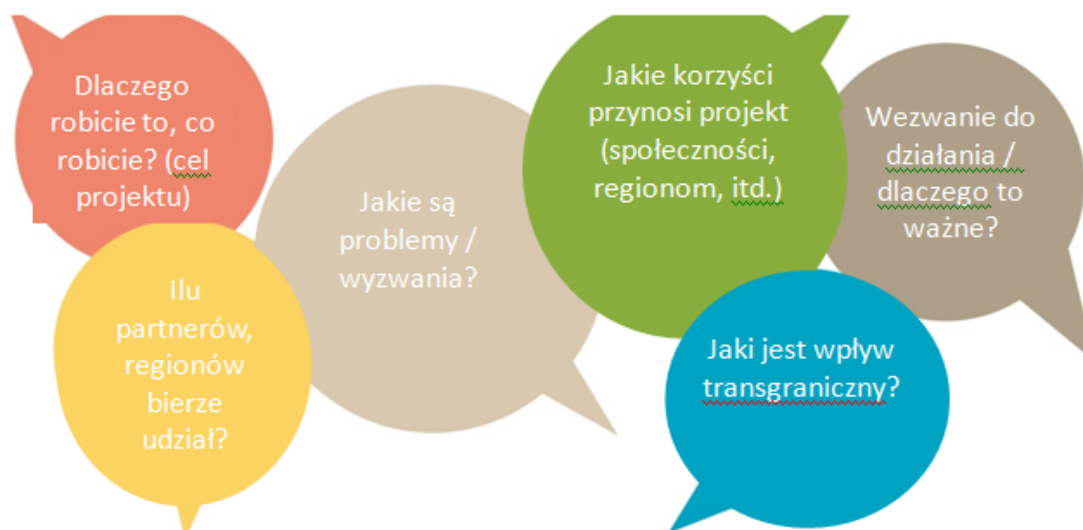 Dlaczego
robicie to, co
robicie? (cel
projektu)
Ilu
partnerów,
regionów
bierze
udział?
Jakie są
problemy /
wyzwania?
Jakie korzyści
przynosi projekt
(społeczności,
regionom, itd.)
Jaki jest wpływ
transgraniczny?
Wezwanie do
działania /
dlaczego to
ważne?